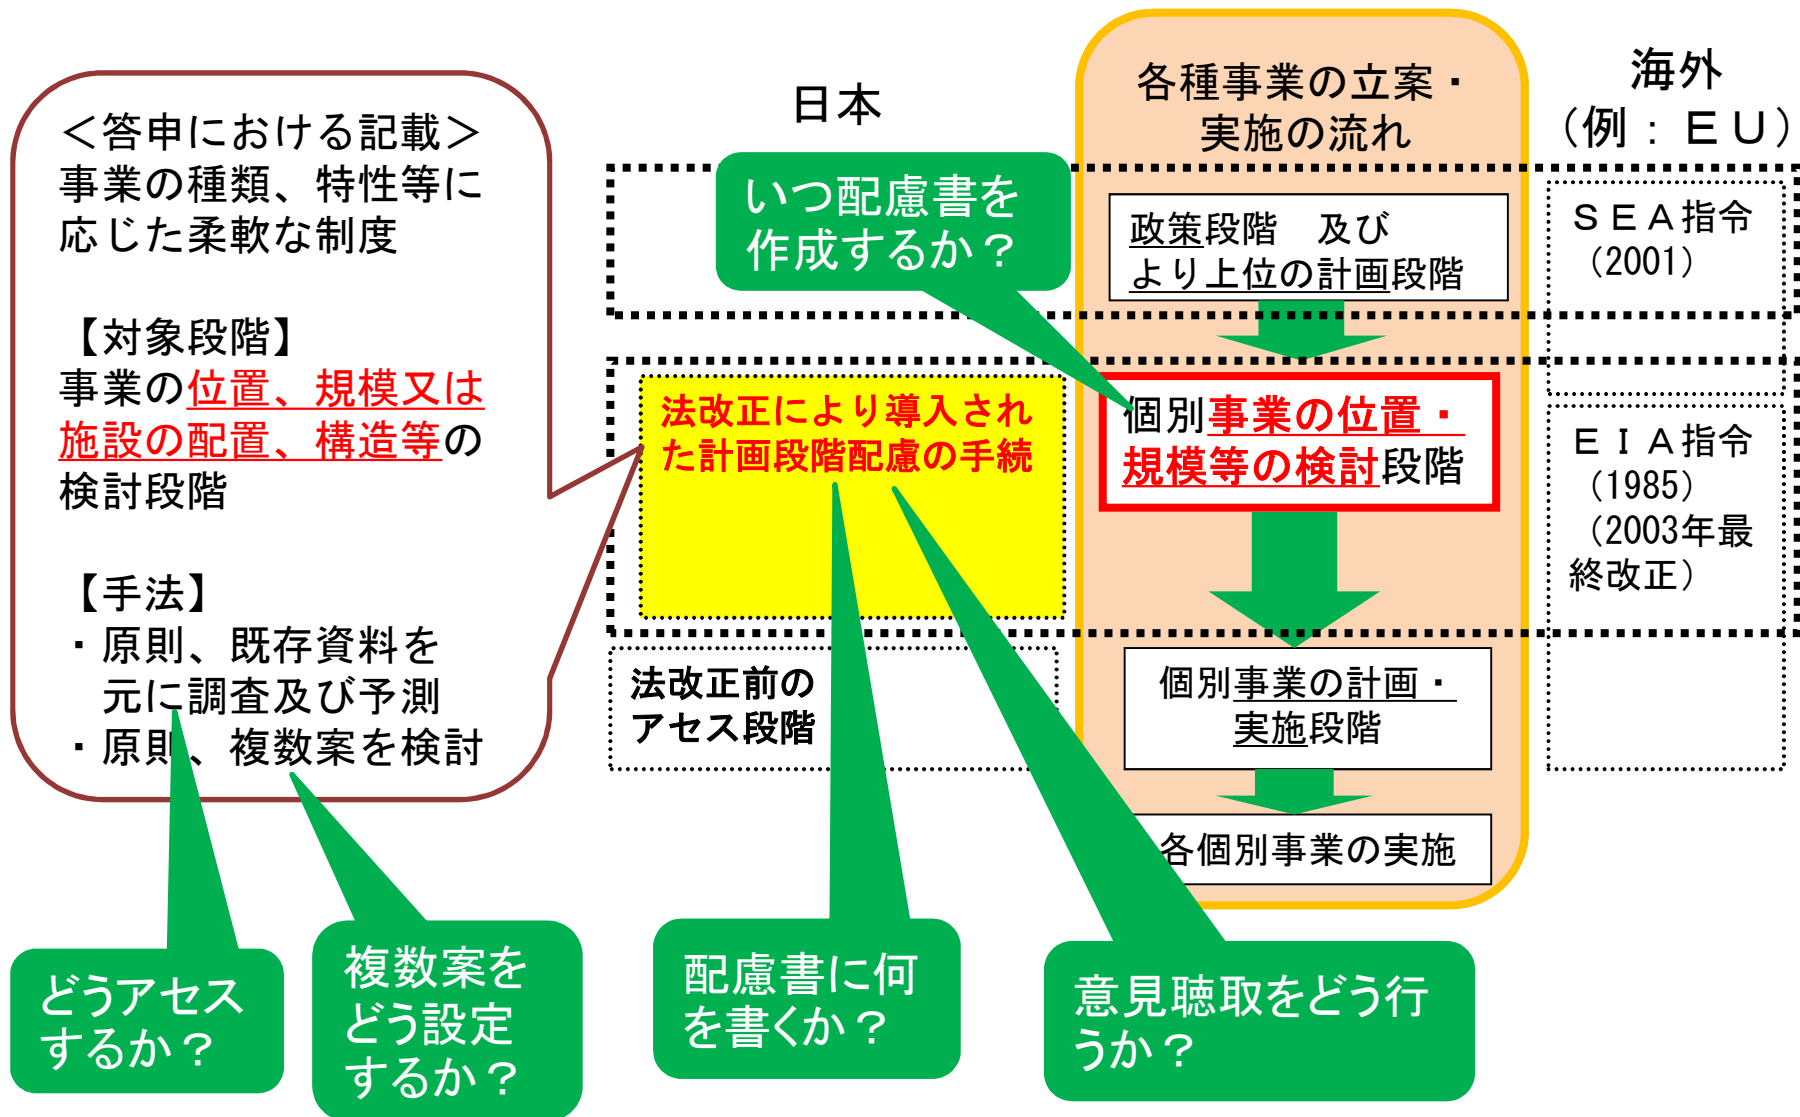 ＜答申における記載＞
事業の種類、特性等に
応じた柔軟な制度
【対象段階】
事業の位置、規模又は
施設の配置、構造等の
検討段階
【手法】
・原則、既存資料を
元に調査及び予測
・原則、複数案を検討
日本
各種事業の立案・
実施の流れ
海外
（例：ＥＵ）
いつ配慮書を
作成するか？
政策段階　及び
より上位の計画段階
ＳＥＡ指令
（2001）
法改正により導入され
た計画段階配慮の手続
個別事業の位置・
規模等の検討段階
ＥＩＡ指令
（1985）
（2003年最
終改正）
法改正前の
アセス段階
個別事業の計画・
実施段階
各個別事業の実施
どうアセス
するか？
複数案を
どう設定
するか？
配慮書に何
を書くか？
意見聴取をどう行
うか？